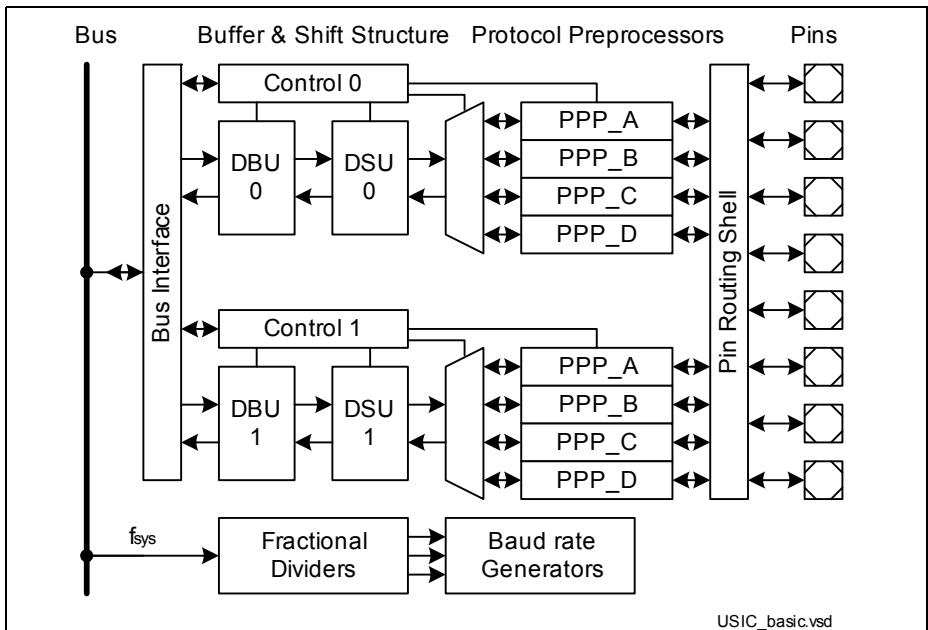 Bus
Buffer & Shift Structure
Protocol Preprocessors
Pins
Control 0
DBU
0
DSU
0
PPP_A
PPP_B
PPP_C
PPP_D
Bus Interface
Pin Routing Shell
Control 1
DBU
1
DSU
1
PPP_A
PPP_B
PPP_C
PPP_D
fsys
Fractional
Dividers
Baud rate
Generators
USIC_basic.vsd